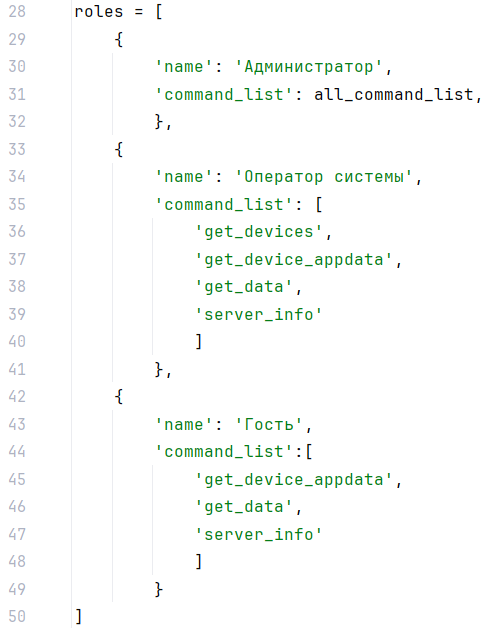 28 roles = [
29 {
30 'name': 'Администратор',
31 'command_list': all_command_list,
32 },
33 {
34 'name': 'Оператор системы',
35 'command_list': [
36 'get_devices',
37 'get_device_appdata',
38 'get_data',
39 'server_info'
40 ]
41 },
42 {
43 'name': 'Гость',
44 'command_list':[
45 'get_device_appdata',
46 'get_data',
47 'server_info'
48 ]
49 }
50 ]